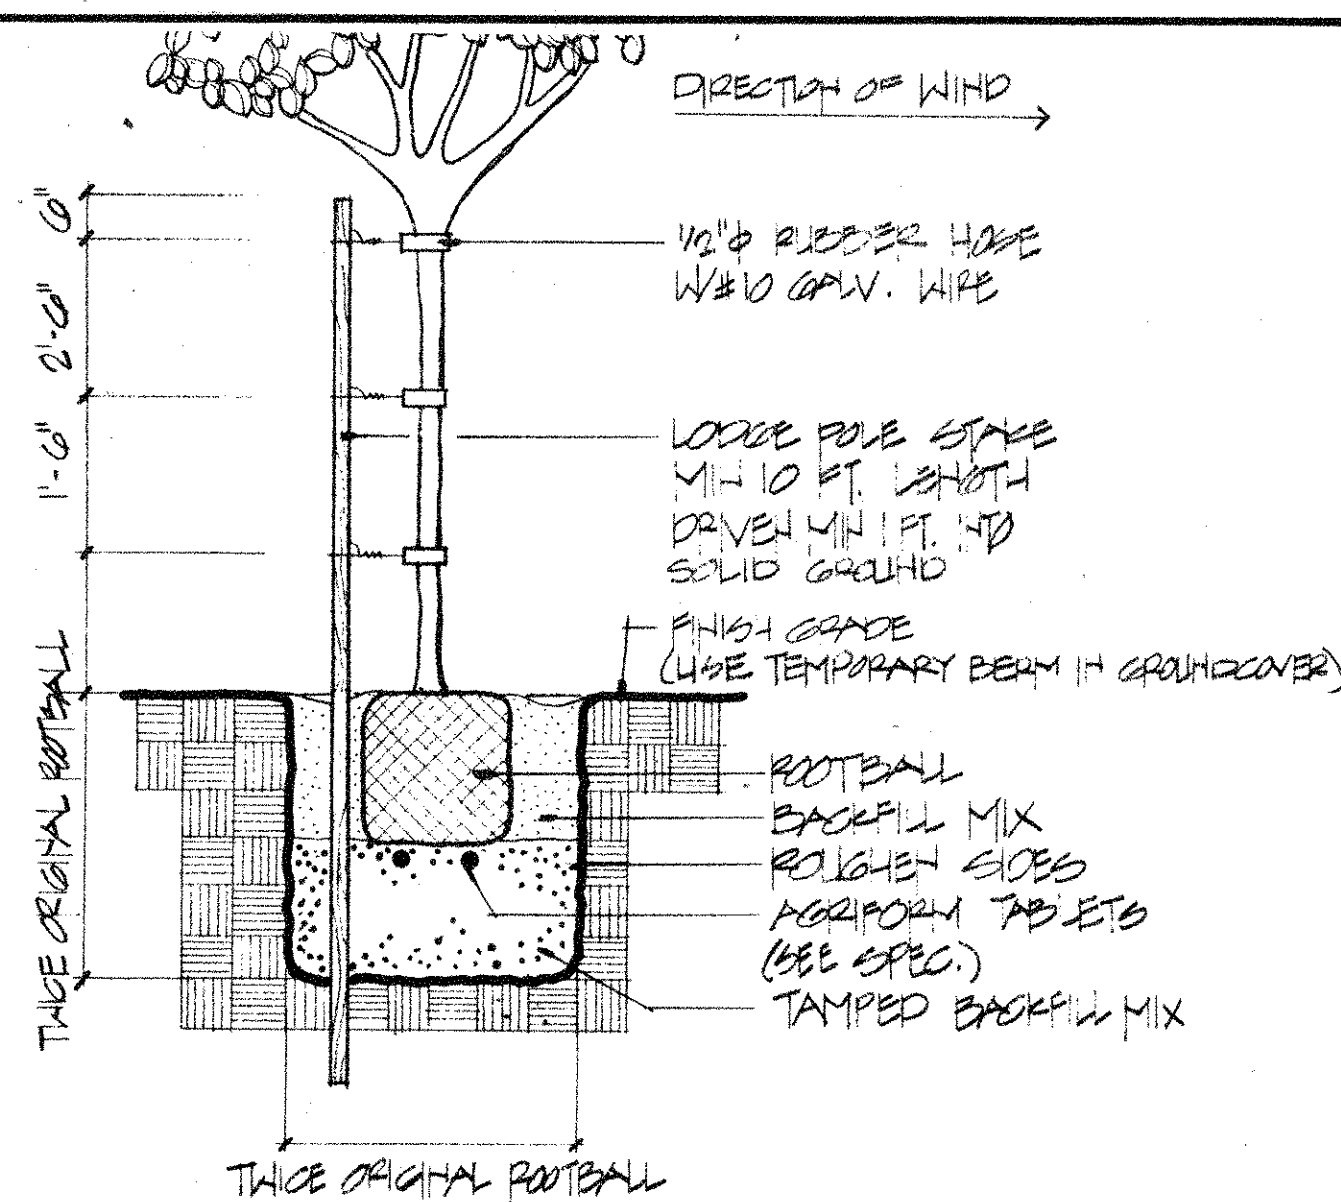 DIRECTION OF WIND
6"
2'-6"
1'-6"
1/2"φ RUBBER HOSE
W/#10 GALV. WIRE
LODGE POLE STAKE
MIN 10 FT. LENGTH
DRIVEN MIN 1 FT. INTO
SOLID GROUND
FINISH GRADE
(USE TEMPORARY BERM IN GROUNDCOVER)
TWICE ORIGINAL ROOTBALL
ROOTBALL
BACKFILL MIX
ROUGHEN SIDES
AGRIFORM TABLETS
(SEE SPEC.)
TAMPED BACKFILL MIX
TWICE ORIGINAL ROOTBALL